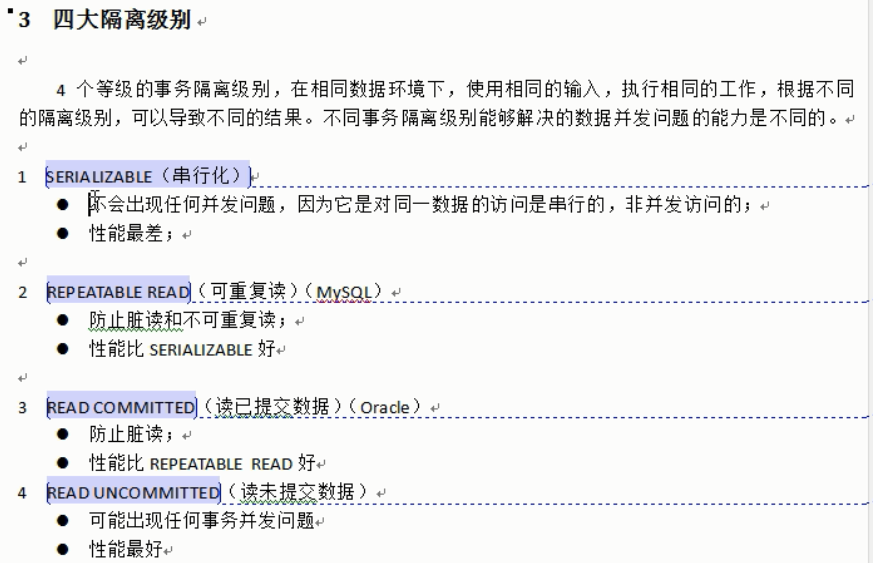 3 四大隔离级别
4 个等级的事务隔离级别，在相同数据环境下，使用相同的输入，执行相同的工作，根据不同
的隔离级别，可以导致不同的结果。不同事务隔离级别能够解决的数据并发问题的能力是不同的。
1 SERIALIZABLE（串行化）
● 不会出现任何并发问题，因为它是对同一数据的访问是串行的，非并发访问的；
● 性能最差；
2 REPEATABLE READ（可重复读）（MySQL）
● 防止脏读和不可重复读；
● 性能比 SERIALIZABLE 好
3 READ COMMITTED（读已提交数据）（Oracle）
● 防止脏读；
● 性能比 REPEATABLE READ 好
4 READ UNCOMMITTED（读未提交数据）
● 可能出现任何事务并发问题
● 性能最好